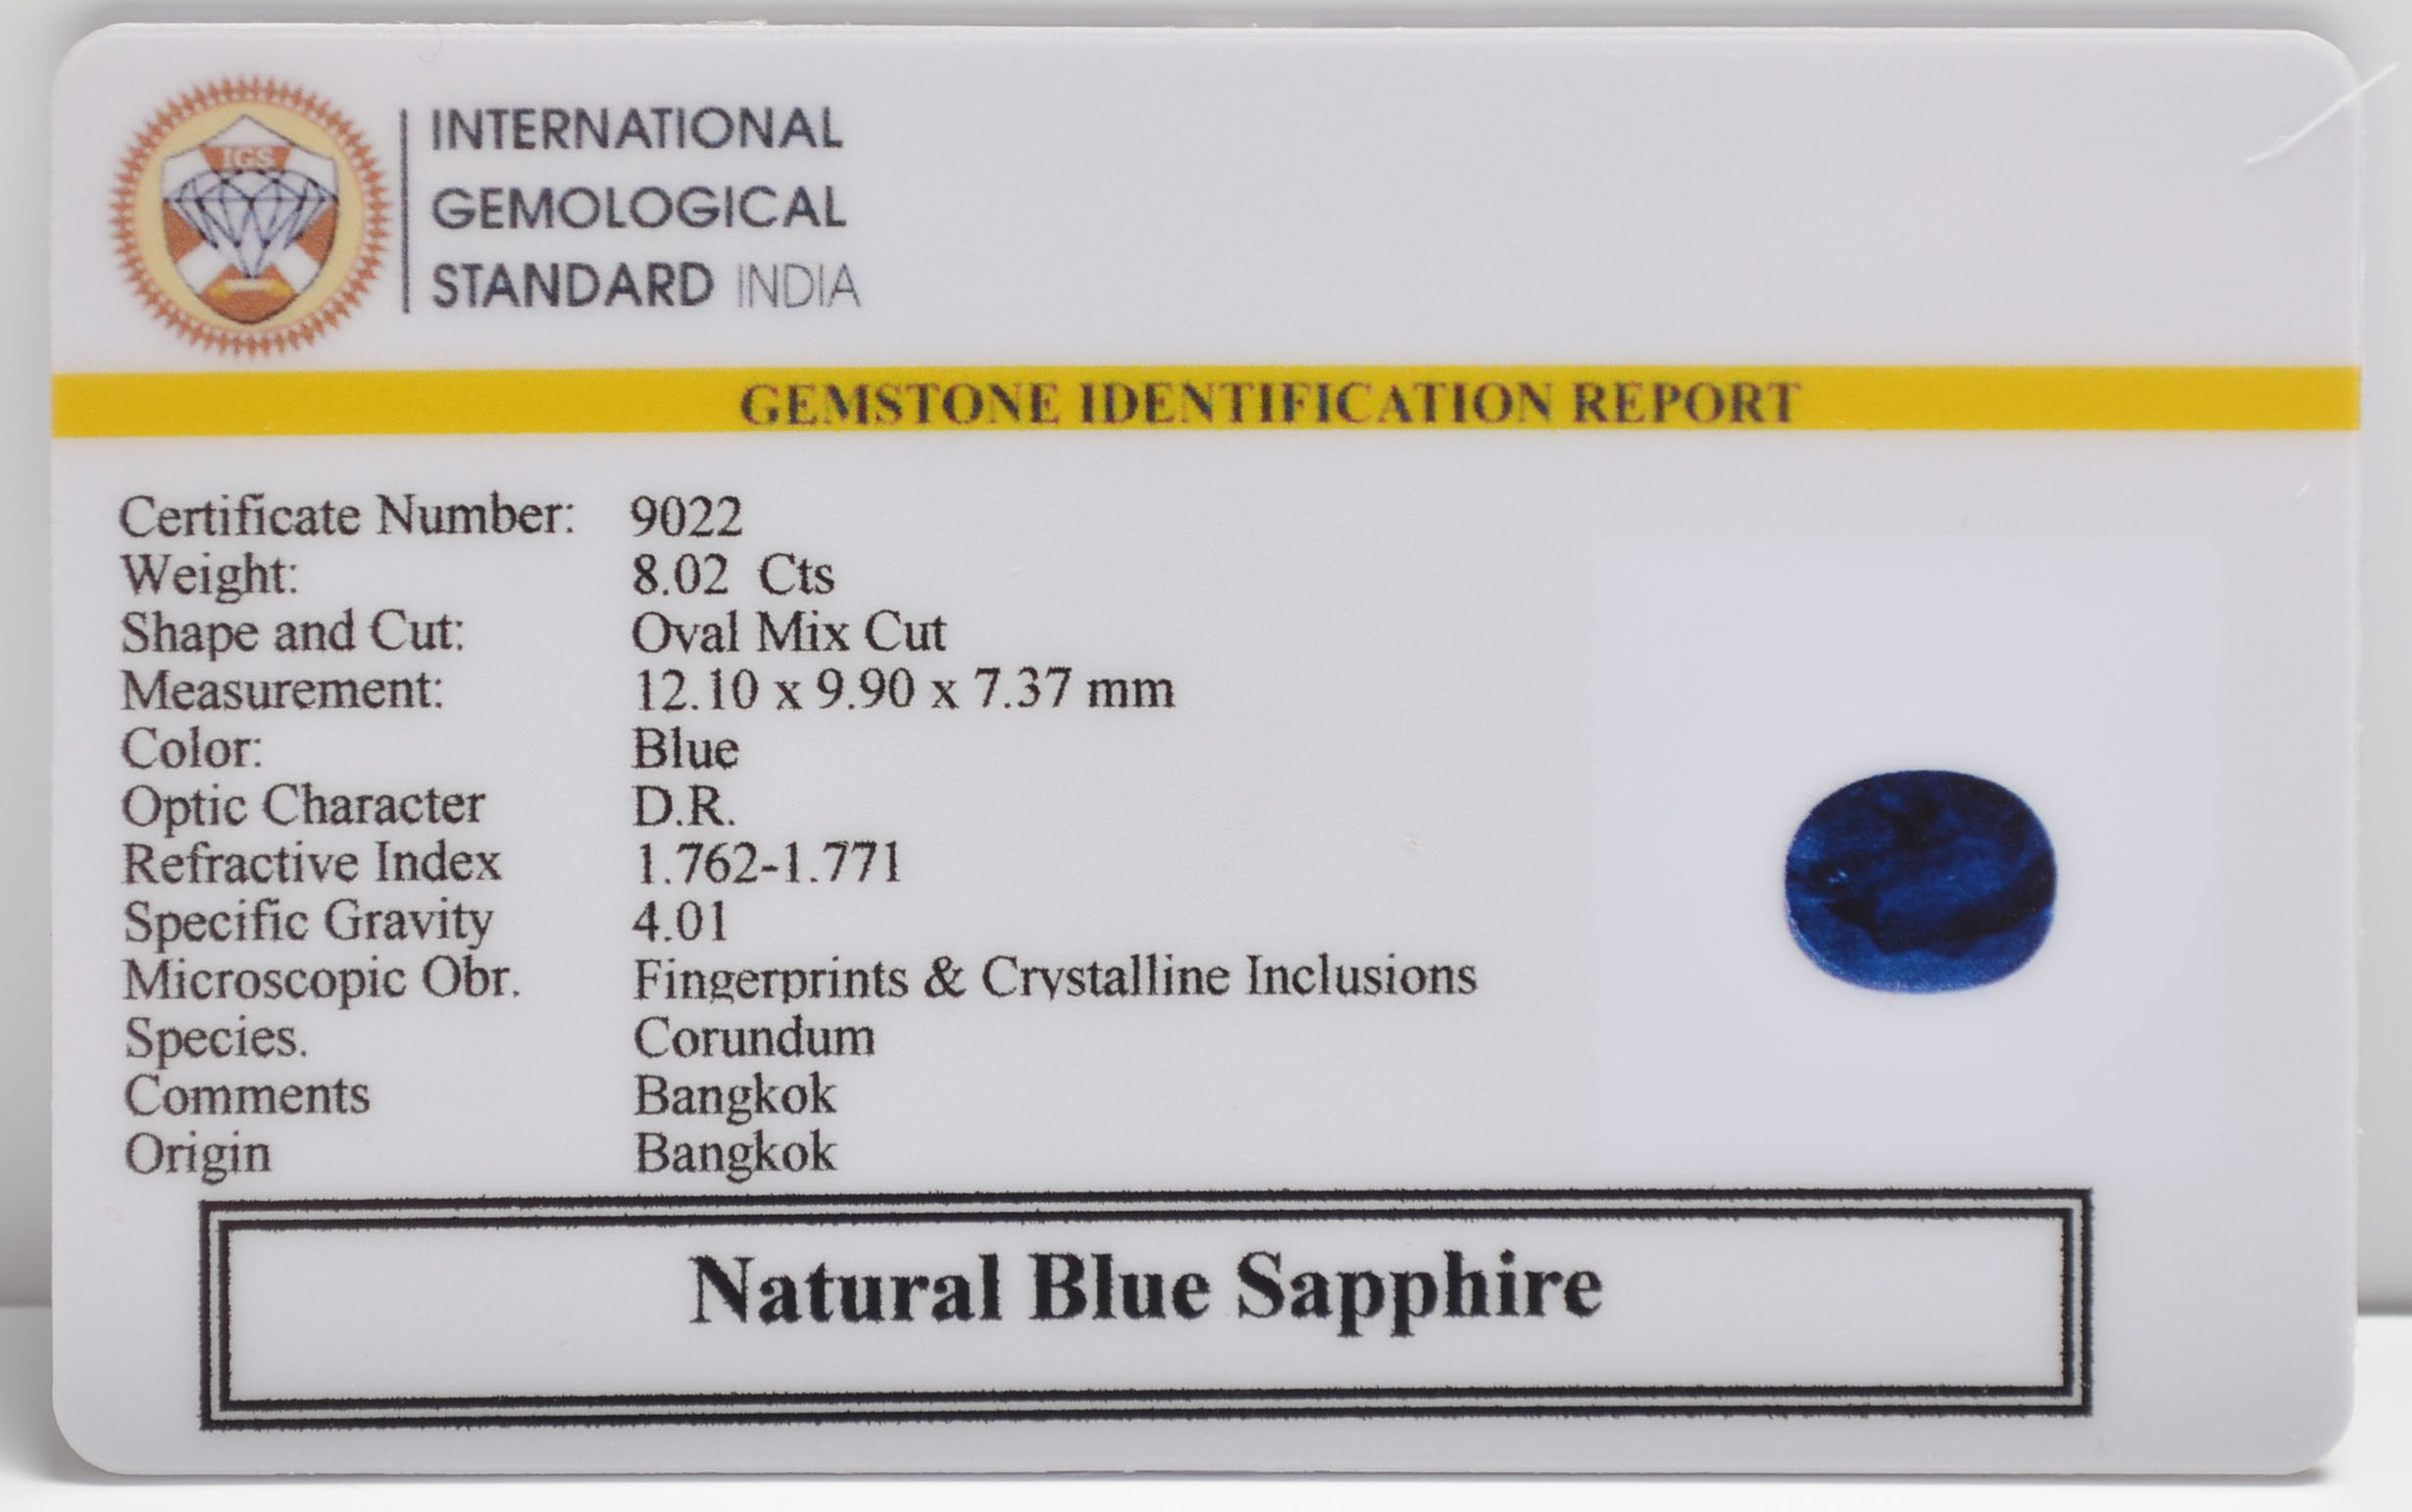 IGS
INTERNATIONAL
GEMOLOGICAL
STANDARD INDIA
GEMSTONE IDENTIFICATION REPORT
Certificate Number: 9022
Weight: 8.02 Cts
Shape and Cut: Oval Mix Cut
Measurement: 12.10 x 9.90 x 7.37 mm
Color: Blue
Optic Character D.R.
Refractive Index 1.762-1.771
Specific Gravity 4.01
Microscopic Obr. Fingerprints & Crystalline Inclusions
Species. Corundum
Comments Bangkok
Origin Bangkok
Natural Blue Sapphire